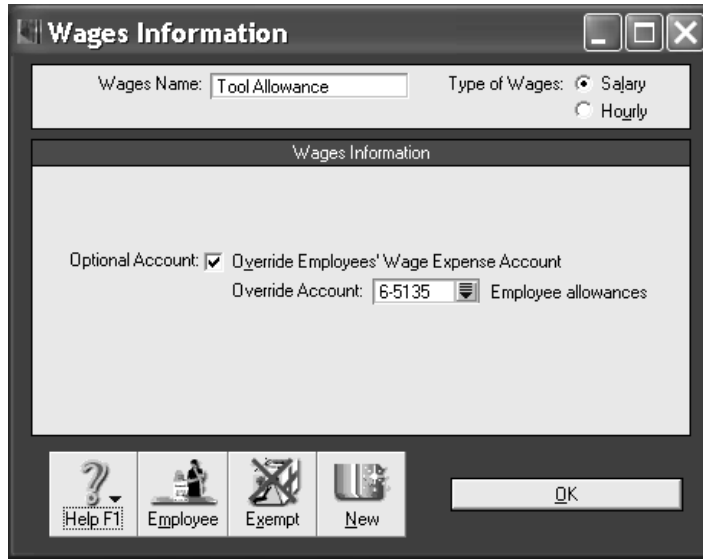 Wages Information
Wages Name: Tool Allowance Type of Wages: Salary
Hourly
Wages Information
Optional Account: Override Employees' Wage Expense Account
Override Account: 6-5135 Employee allowances
Help F1 Employee Exempt New OK